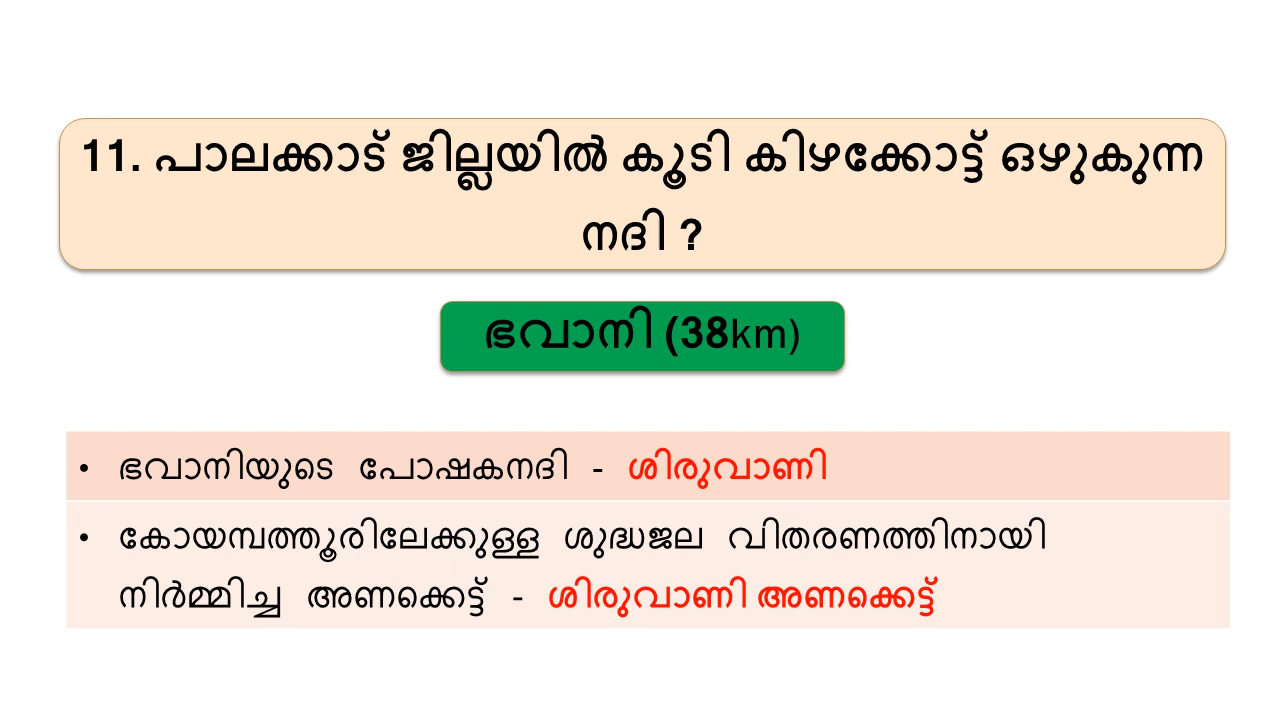 11. പാലക്കാട് ജില്ലയിൽ കൂടി കിഴക്കോട്ട് ഒഴുകുന്ന
നദി ?
ഭവാനി (38km)
• ഭവാനിയുടെ പോഷകനദി - ശിരുവാണി
• കോയമ്പത്തൂരിലേക്കുള്ള ശുദ്ധജല വിതരണത്തിനായി
നിർമ്മിച്ച അണക്കെട്ട് - ശിരുവാണി അണക്കെട്ട്